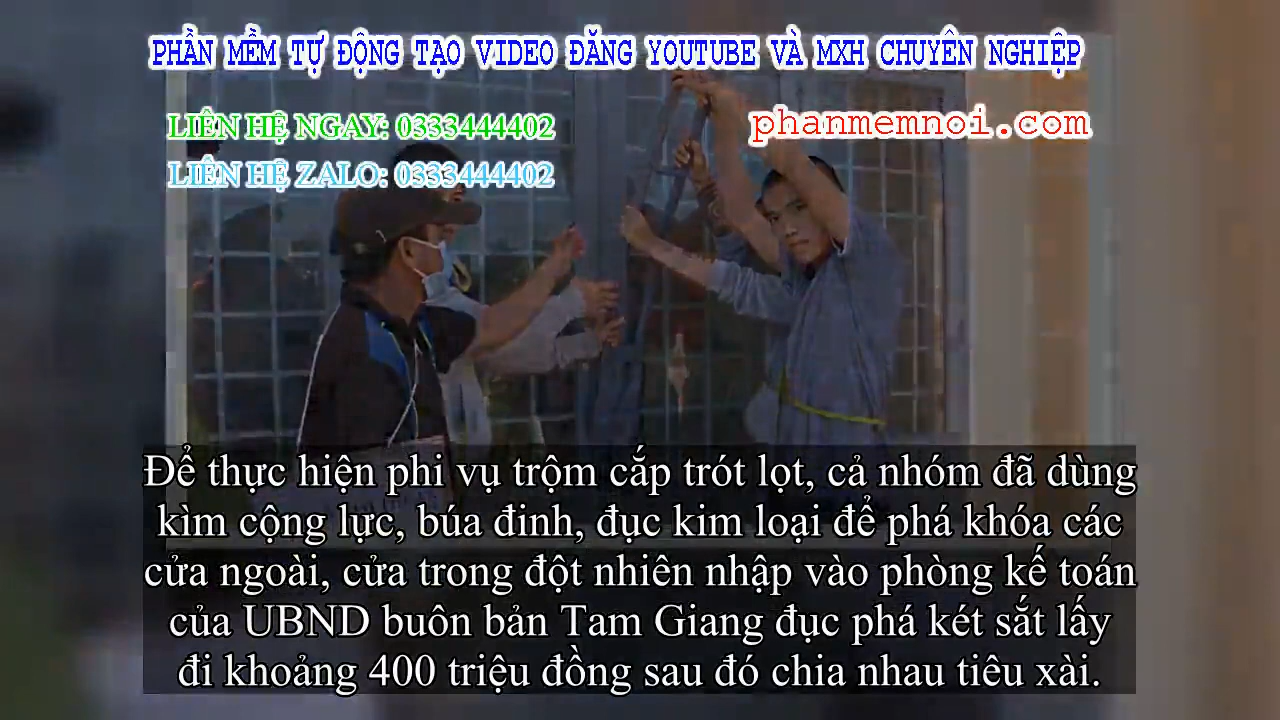 PHẦN MỀM TỰ ĐỘNG TẠO VIDEO ĐĂNG YOUTUBE VÀ MXH CHUYÊN NGHIỆP
LIÊN HỆ NGAY: 0333444402
phanmemnoi.com
LIÊN HỆ ZALO: 0333444402
Để thực hiện phi vụ trộm cắp trót lọt, cả nhóm đã dùng
kìm cộng lực, búa đinh, đục kim loại để phá khóa các
cửa ngoài, cửa trong đột nhiên nhập vào phòng kế toán
của UBND buôn bản Tam Giang đục phá két sắt lấy
đi khoảng 400 triệu đồng sau đó chia nhau tiêu xài.